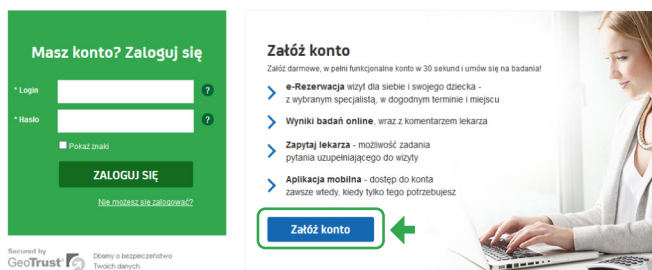 Masz konto? Zaloguj się
* Login
?
* Hasło
?
Pokaż znaki
ZALOGUJ SIĘ
Nie możesz się zalogować?
Secured by
GeoTrust
Dbamy o bezpieczeństwo
Twoich danych.
Załóż konto
Załóż darmowe, w pełni funkcjonalne konto w 30 sekund i umów się na badania!
e-Rezerwacja wizyt dla siebie i swojego dziecka -
z wybranym specjalistą, w dogodnym terminie i miejscu
Wyniki badań online, wraz z komentarzem lekarza
Zapytaj lekarza - możliwość zadania
pytania uzupełniającego do wizyty
Aplikacja mobilna - dostęp do konta
zawsze wtedy, kiedy tylko tego potrzebujesz
Załóż konto